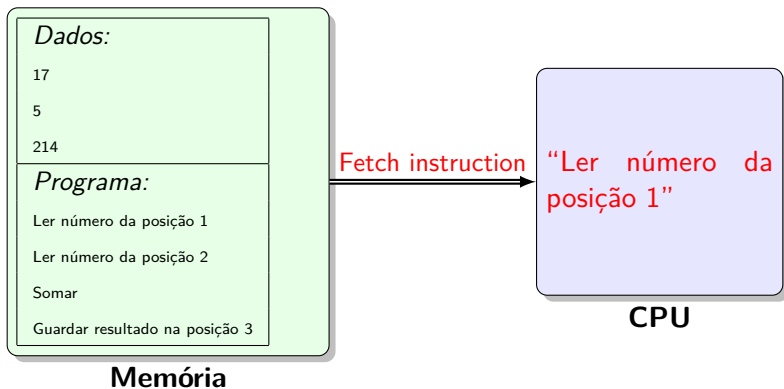 Dados:
17
5
214
Programa:
Ler número da posição 1
Ler número da posição 2
Somar
Guardar resultado na posição 3
Memória
Fetch instruction
“Ler número da
posição 1”
CPU